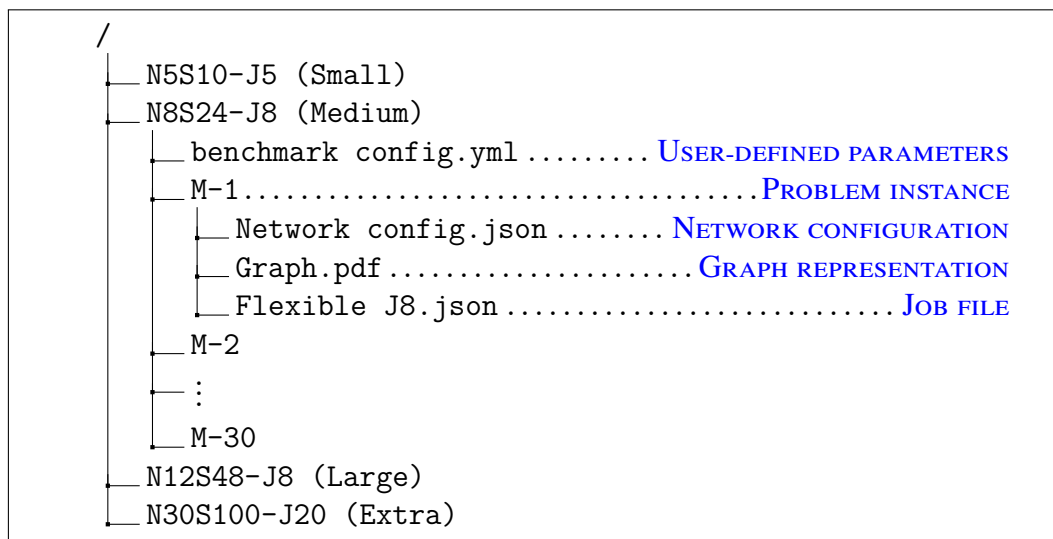 /
N5S10-J5 (Small)
N8S24-J8 (Medium)
benchmark config.yml ......... User-defined parameters
M-1..................................... Problem instance
Network config.json ........ Network configuration
Graph.pdf ...................... Graph representation
Flexible J8.json ............................ Job file
M-2
⋮
M-30
N12S48-J8 (Large)
N30S100-J20 (Extra)